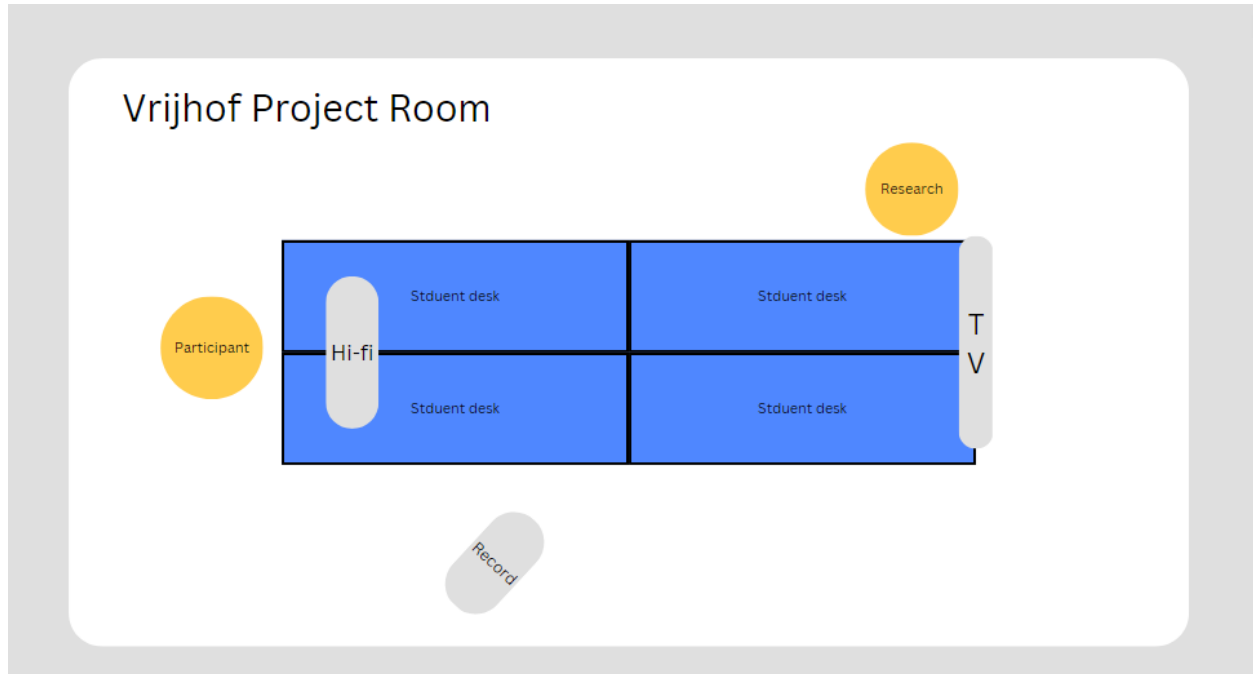 Vrijhof Project Room
Research
Stduent desk
Stduent desk
Participant
Hi-fi
T
V
Stduent desk
Stduent desk
Record